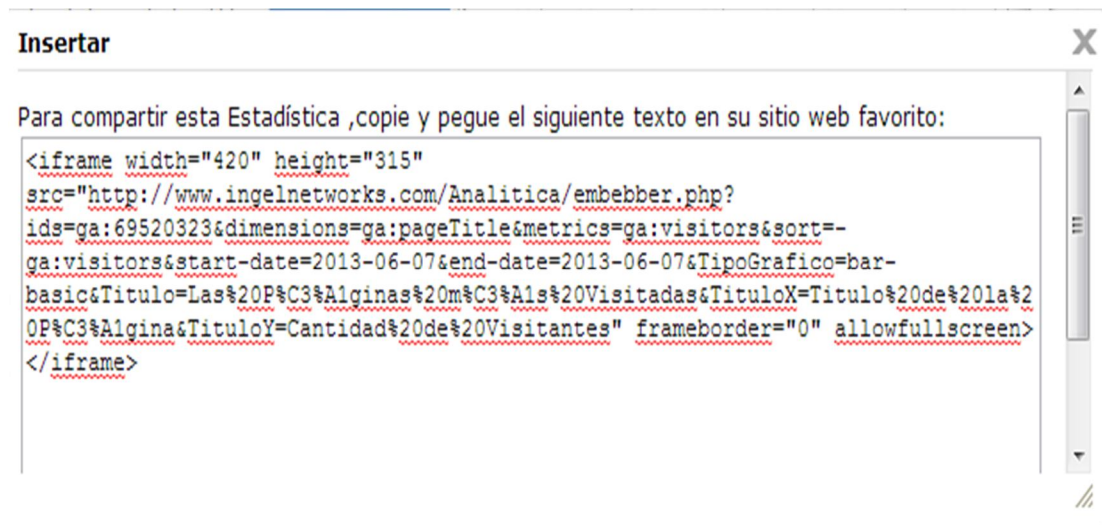 Insertar
X
Para compartir esta Estadística ,copie y pegue el siguiente texto en su sitio web favorito:
<iframe width="420" height="315"
src="http://www.ingelnetworks.com/Analitica/embebber.php?
ids=ga:69520323&dimensions=ga:pageTitle&metrics=ga:visitors&sort=-
ga:visitors&start-date=2013-06-07&end-date=2013-06-07&TipoGrafico=bar-
basic&Titulo=Las%20P%C3%A1ginas%20m%C3%A1s%20Visitadas&TituloX=Titulo%20de%20la%2
0P%C3%A1gina&TituloY=Cantidad%20de%20Visitantes" frameborder="0" allowfullscreen>
</iframe>